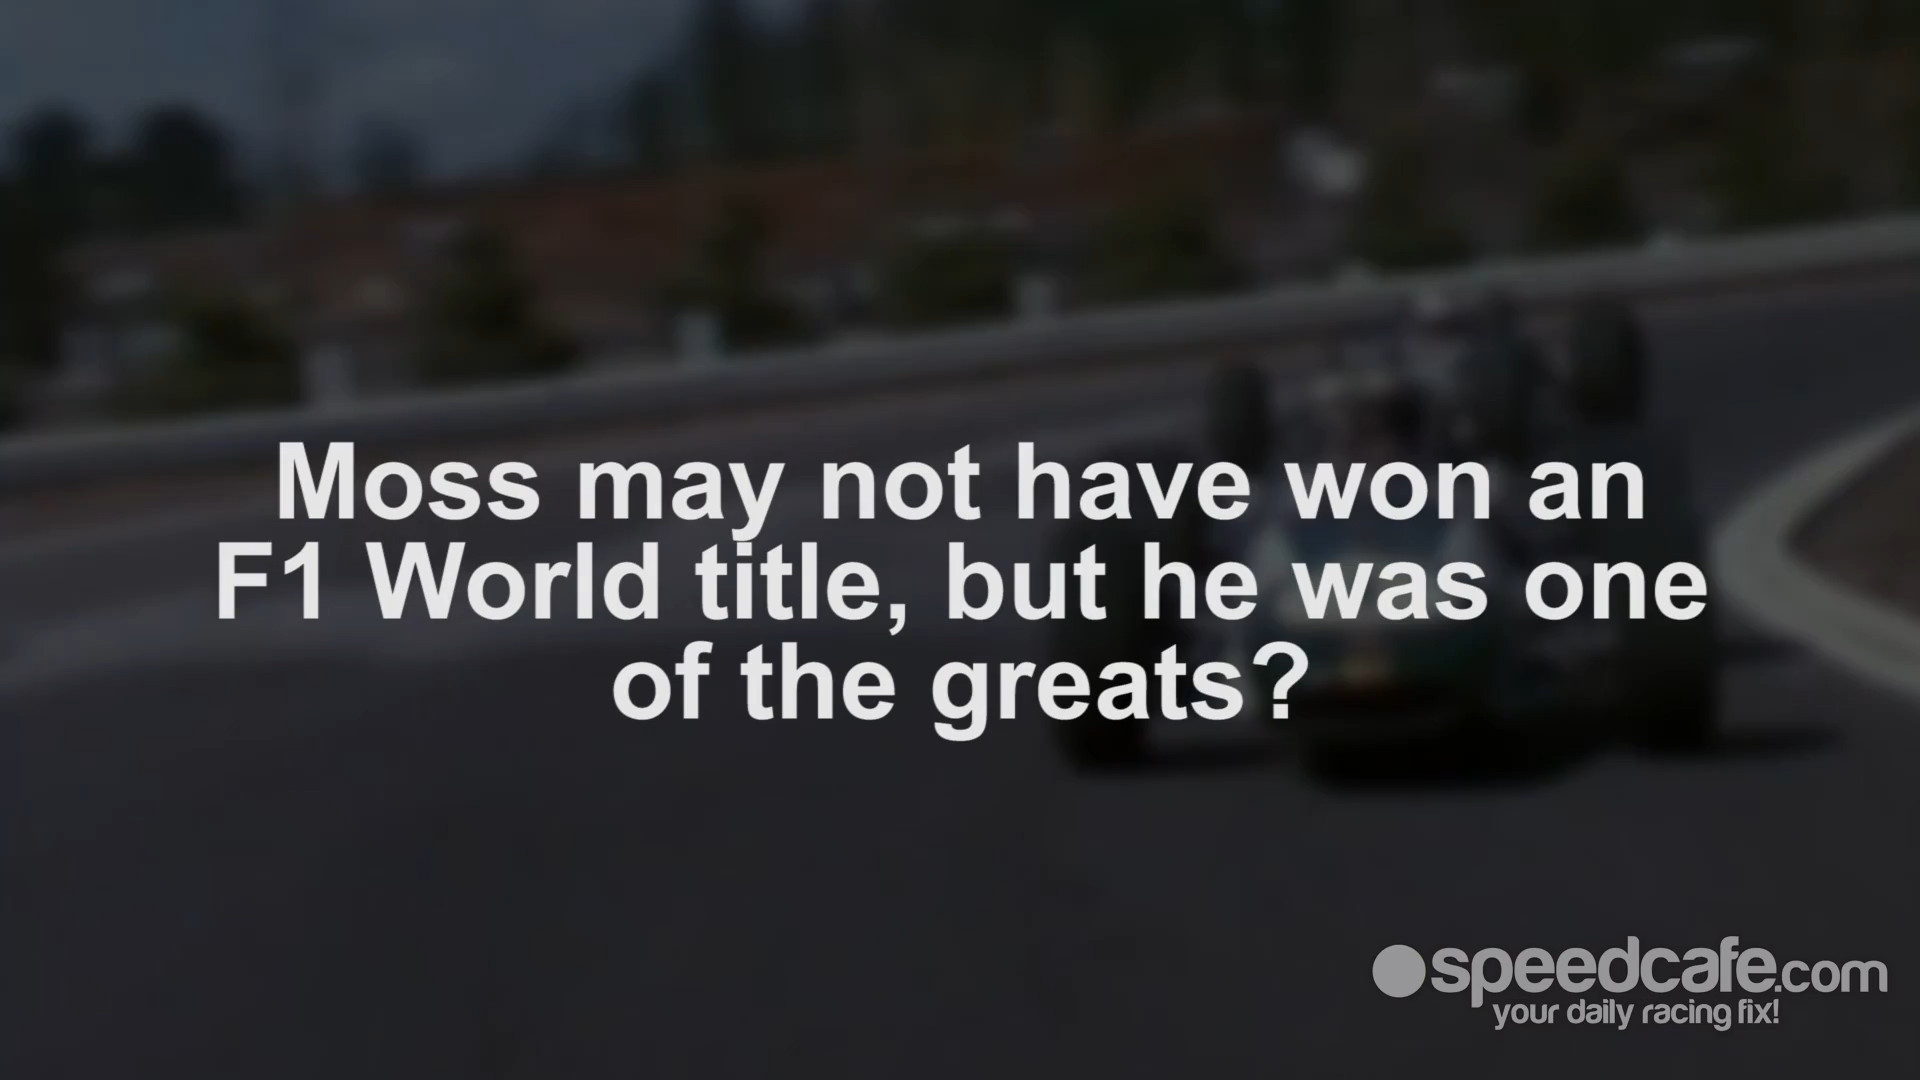 Moss may not have won an
F1 World title, but he was one
of the greats?
speedcafe.com
your daily racing fix!